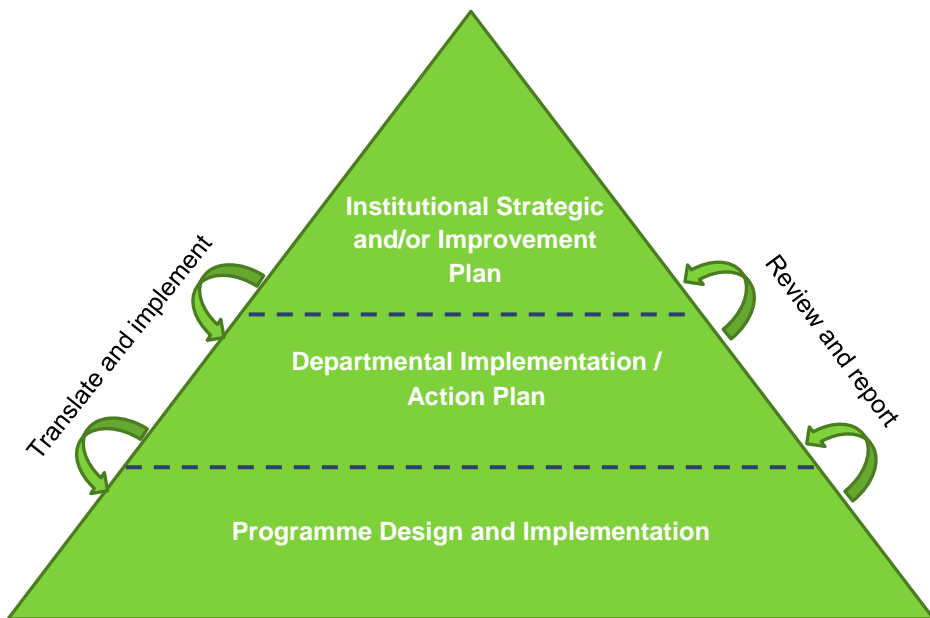 Institutional Strategic
and/or Improvement
Plan
Translate and implement
Review and report
Departmental Implementation /
Action Plan
Programme Design and Implementation